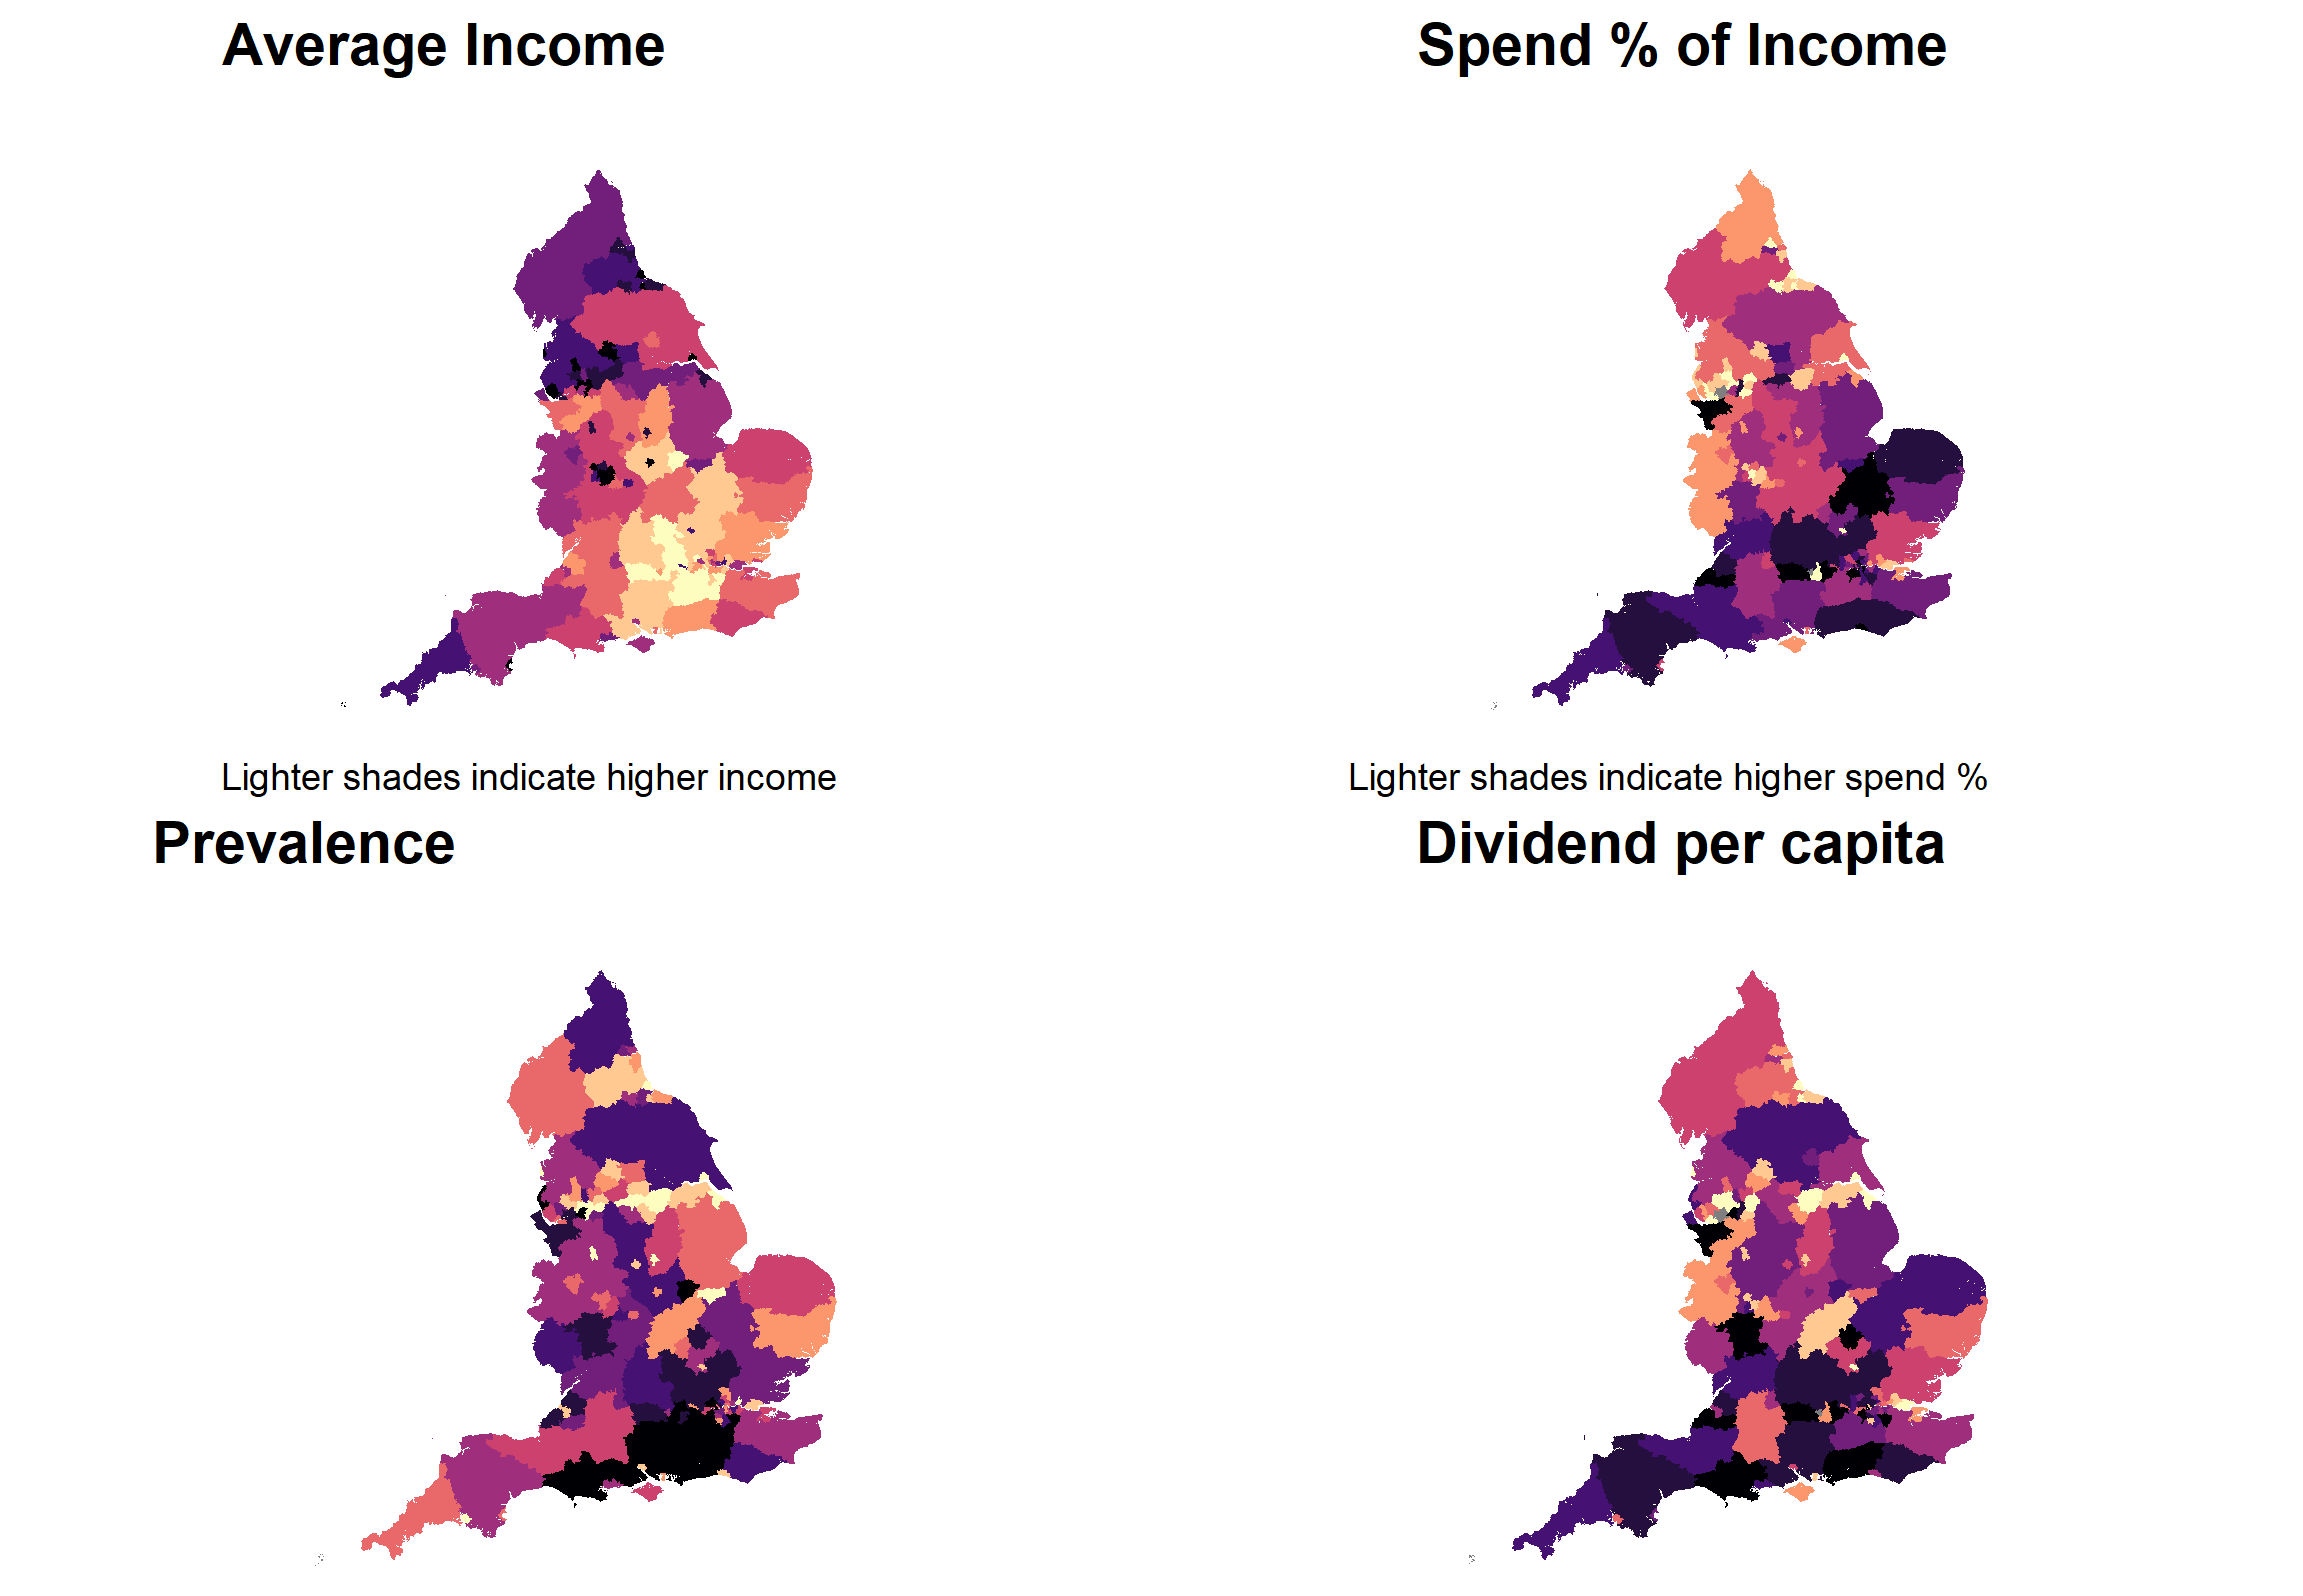 Average Income
Spend % of Income
Lighter shades indicate higher income
Lighter shades indicate higher spend %
Prevalence
Dividend per capita